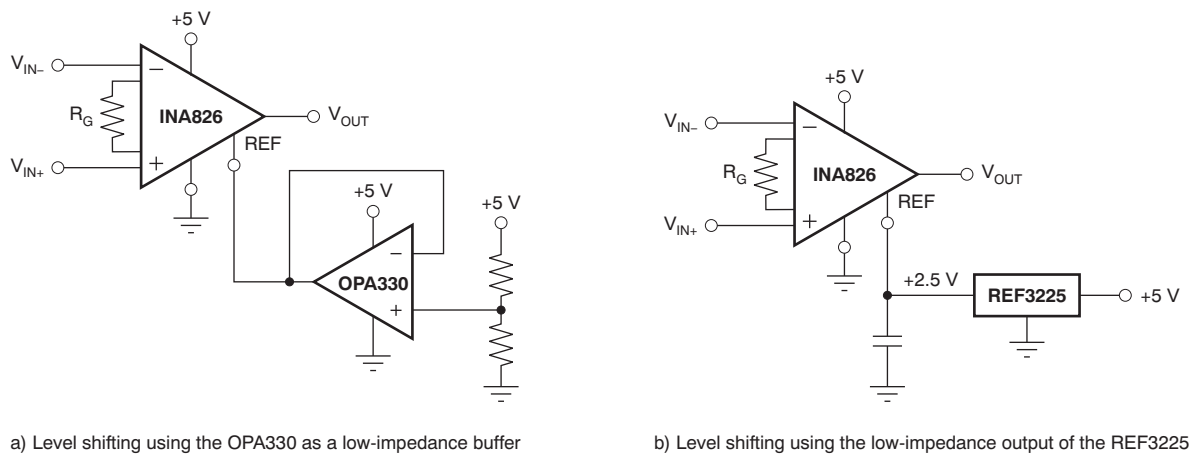 +5 V
V_IN–
–
R_G
INA826
V_OUT
REF
V_IN+
+
+5 V
+5 V
–
OPA330
+
a) Level shifting using the OPA330 as a low-impedance buffer
+5 V
V_IN–
–
R_G
INA826
V_OUT
REF
V_IN+
+
+2.5 V
REF3225
+5 V
b) Level shifting using the low-impedance output of the REF3225